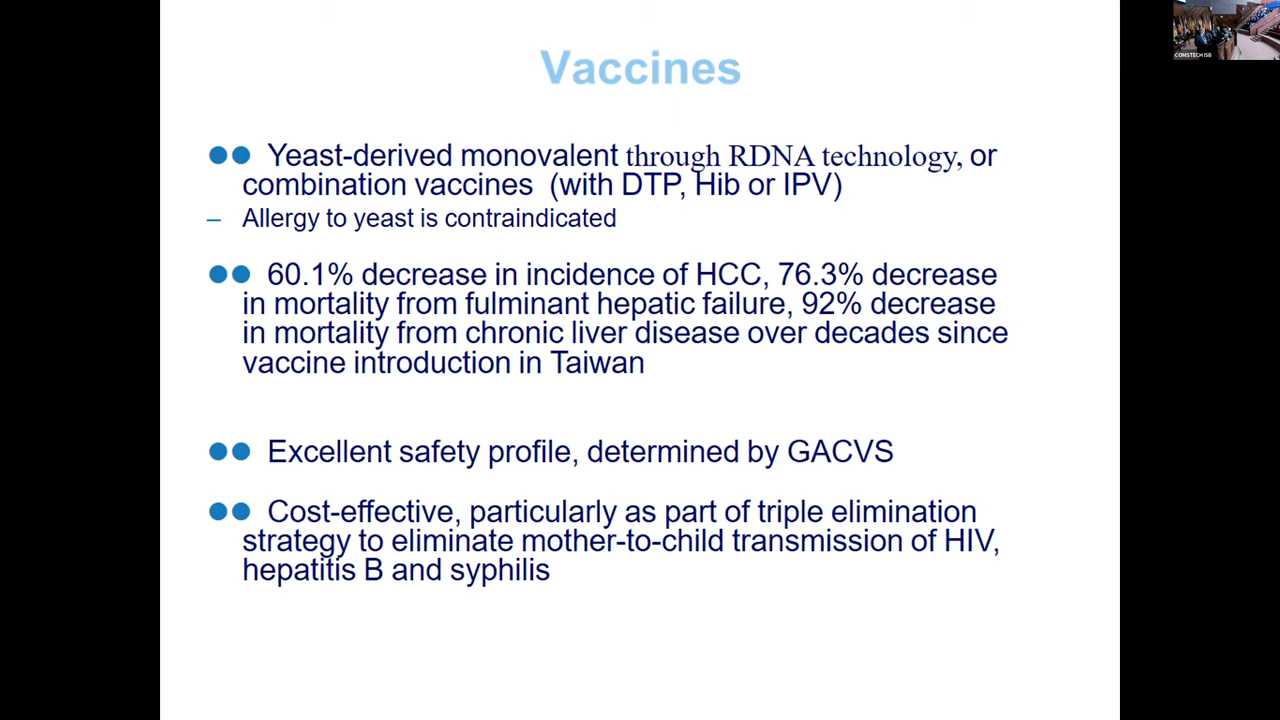 Vaccines
COMSTECH ISB
Yeast-derived monovalent through RDNA technology, or
combination vaccines (with DTP, Hib or IPV)
– Allergy to yeast is contraindicated
60.1% decrease in incidence of HCC, 76.3% decrease
in mortality from fulminant hepatic failure, 92% decrease
in mortality from chronic liver disease over decades since
vaccine introduction in Taiwan
Excellent safety profile, determined by GACVS
Cost-effective, particularly as part of triple elimination
strategy to eliminate mother-to-child transmission of HIV,
hepatitis B and syphilis